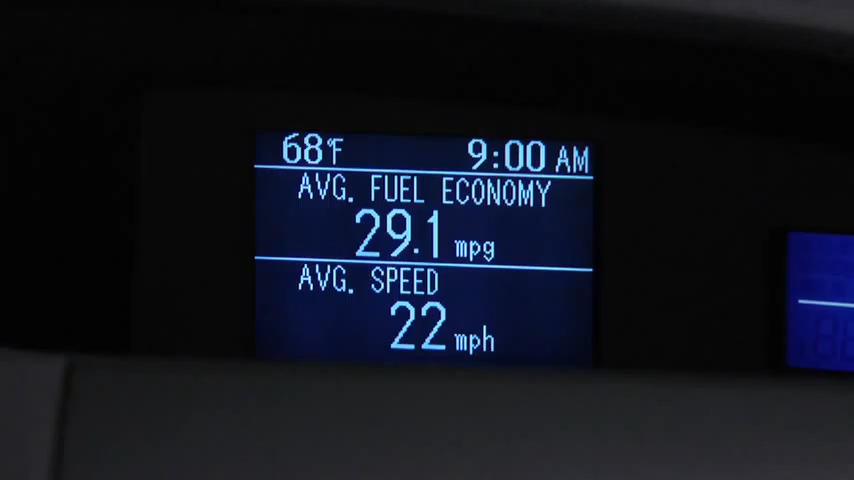 68°F 9:00 AM
AVG. FUEL ECONOMY
29.1 mpg
AVG. SPEED
22 mph